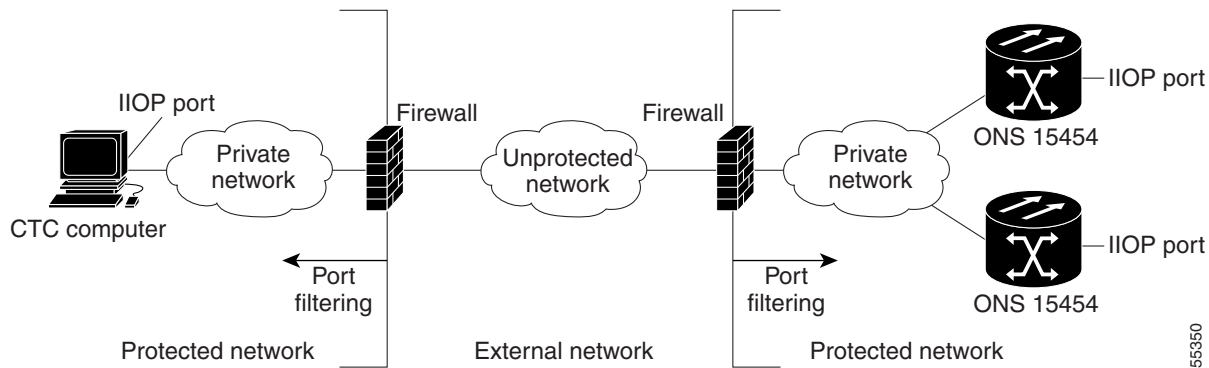 IIOP port
Private
network
CTC computer
Firewall
Unprotected
network
Firewall
Private
network
IIOP port
ONS 15454
IIOP port
ONS 15454
Port
filtering
Port
filtering
Protected network
External network
Protected network
55350